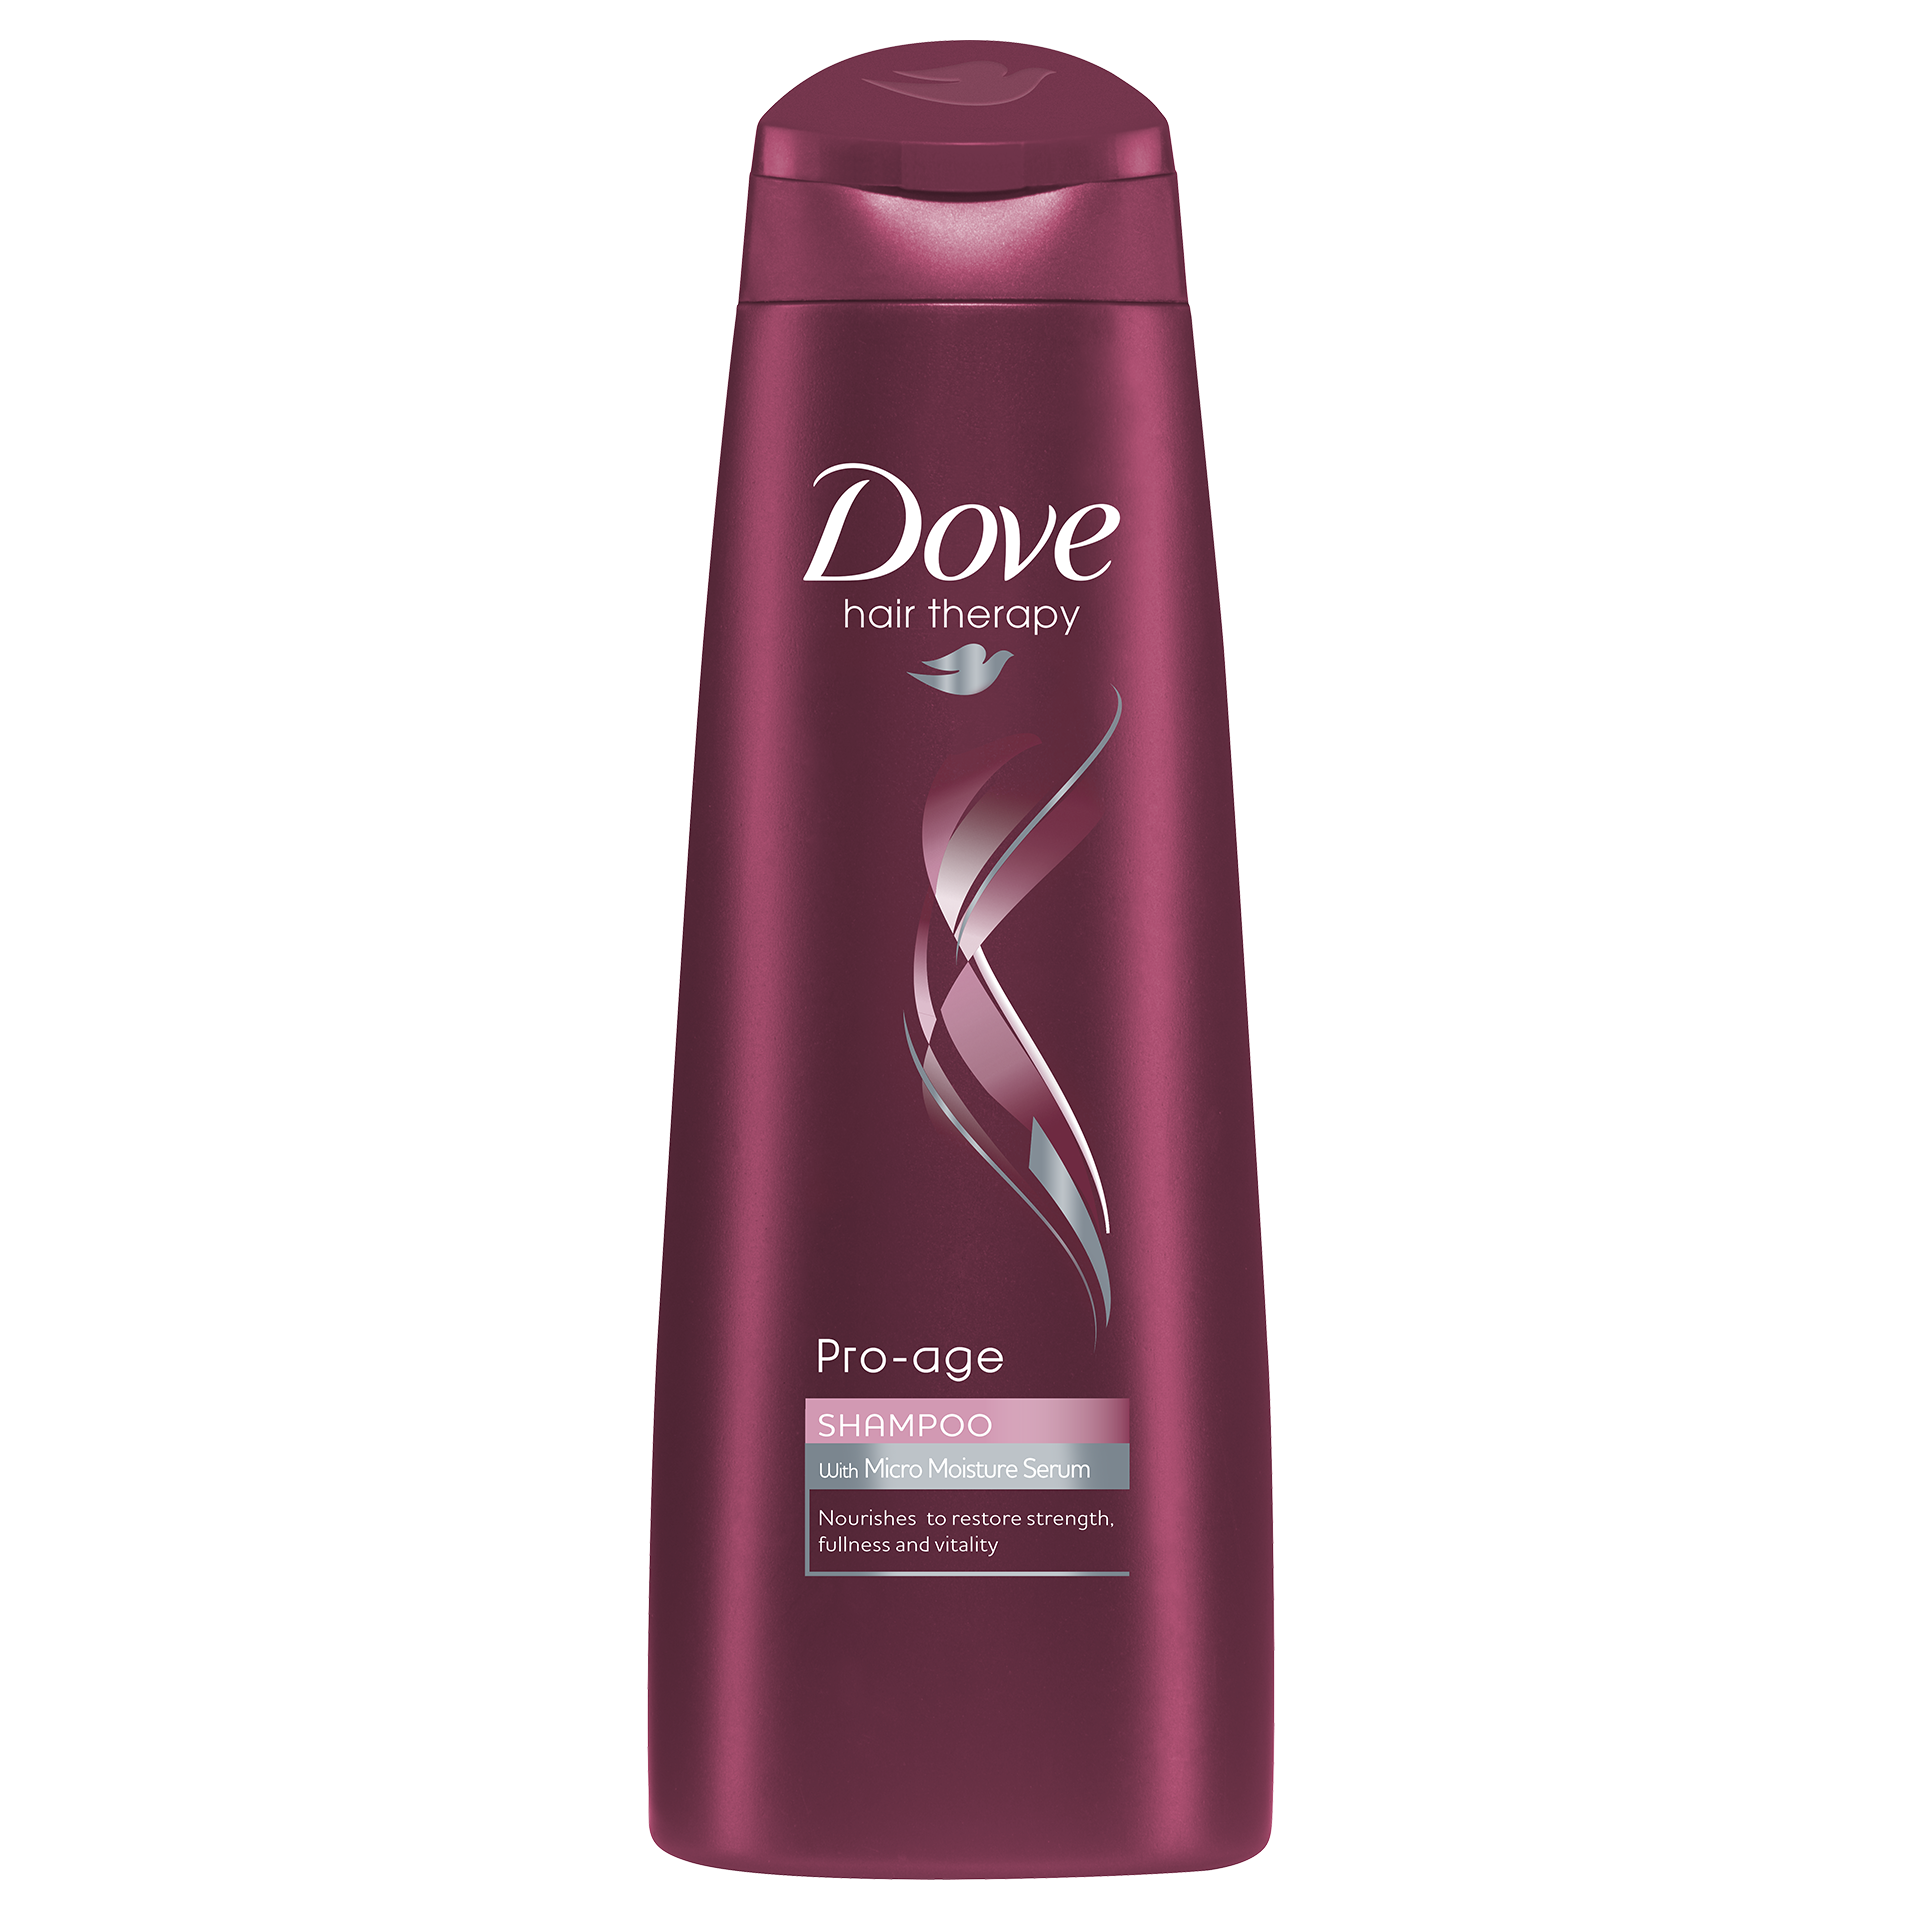 Dove
hair therapy
Pro-age
SHAMPOO
With Micro Moisture Serum
Nourishes to restore strength,
fullness and vitality